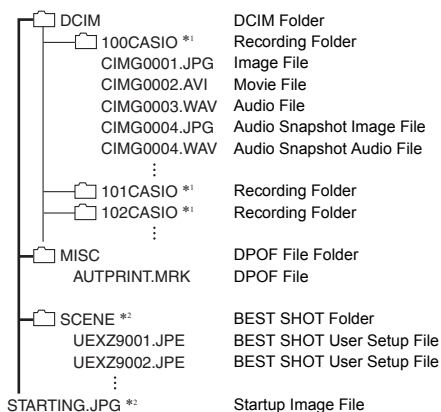 DCIM DCIM Folder
100CASIO *1 Recording Folder
CIMG0001.JPG Image File
CIMG0002.AVI Movie File
CIMG0003.WAV Audio File
CIMG0004.JPG Audio Snapshot Image File
CIMG0004.WAV Audio Snapshot Audio File
101CASIO *1 Recording Folder
102CASIO *1 Recording Folder
MISC DPOF File Folder
AUTPRINT.MRK DPOF File
SCENE *2 BEST SHOT Folder
UEXZ9001.JPE BEST SHOT User Setup File
UEXZ9002.JPE BEST SHOT User Setup File
STARTING.JPG *2 Startup Image File